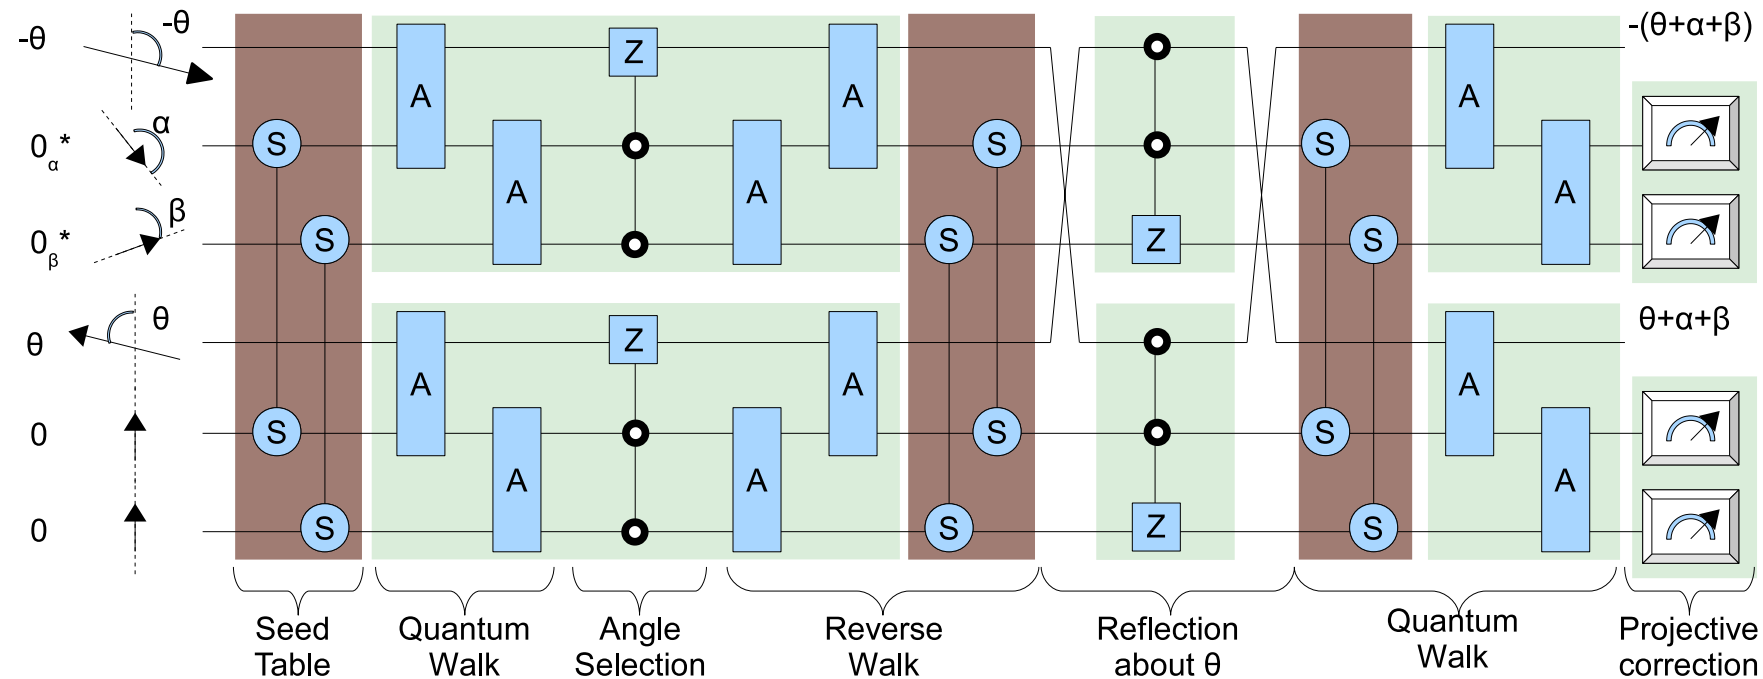 -θ
-θ
-(θ+α+β)
Z
A
A
A
S
α
0α*
S
S
A
A
A
β
0β*
S
S
Z
S
θ
θ
θ+α+β
Z
A
A
A
0
S
S
S
A
A
A
0
S
S
Z
S
Seed
Table
Quantum
Walk
Angle
Selection
Reverse
Walk
Reflection
about θ
Quantum
Walk
Projective
correction